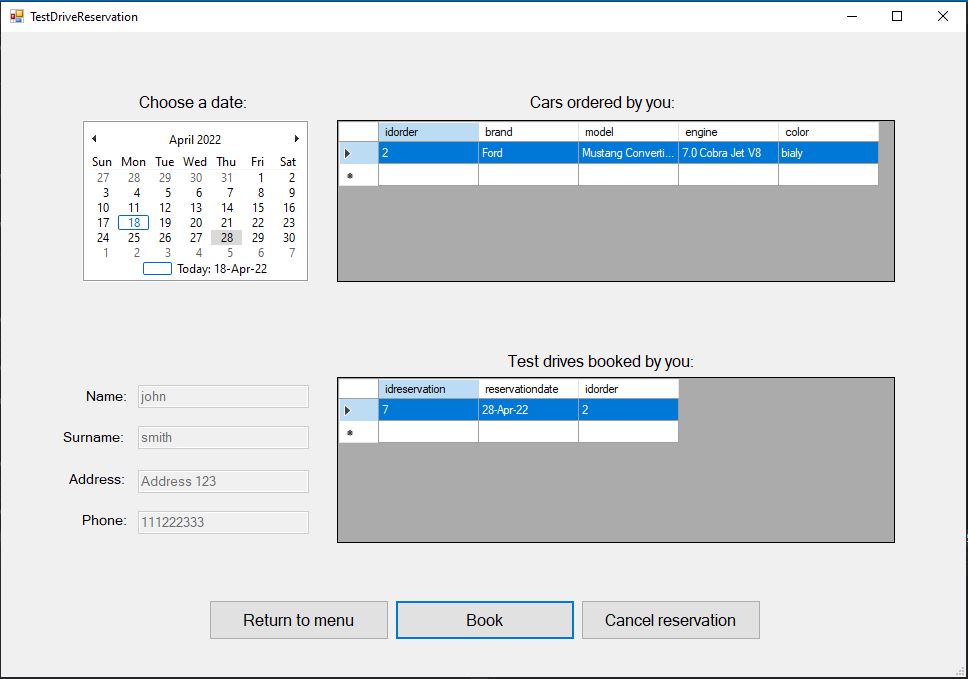 TestDriveReservation
Choose a date:
April 2022
Sun Mon Tue Wed Thu Fri Sat
27 28 29 30 31 1 2
3 4 5 6 7 8 9
10 11 12 13 14 15 16
17 18 19 20 21 22 23
24 25 26 27 28 29 30
1 2 3 4 5 6 7
Today: 18-Apr-22
Cars ordered by you:
idorder brand model engine color
2 Ford Mustang Converti... 7.0 Cobra Jet V8 bialy
Name: john
Surname: smith
Address: Address 123
Phone: 111222333
Test drives booked by you:
idreservation reservationdate idorder
7 28-Apr-22 2
Return to menu Book Cancel reservation